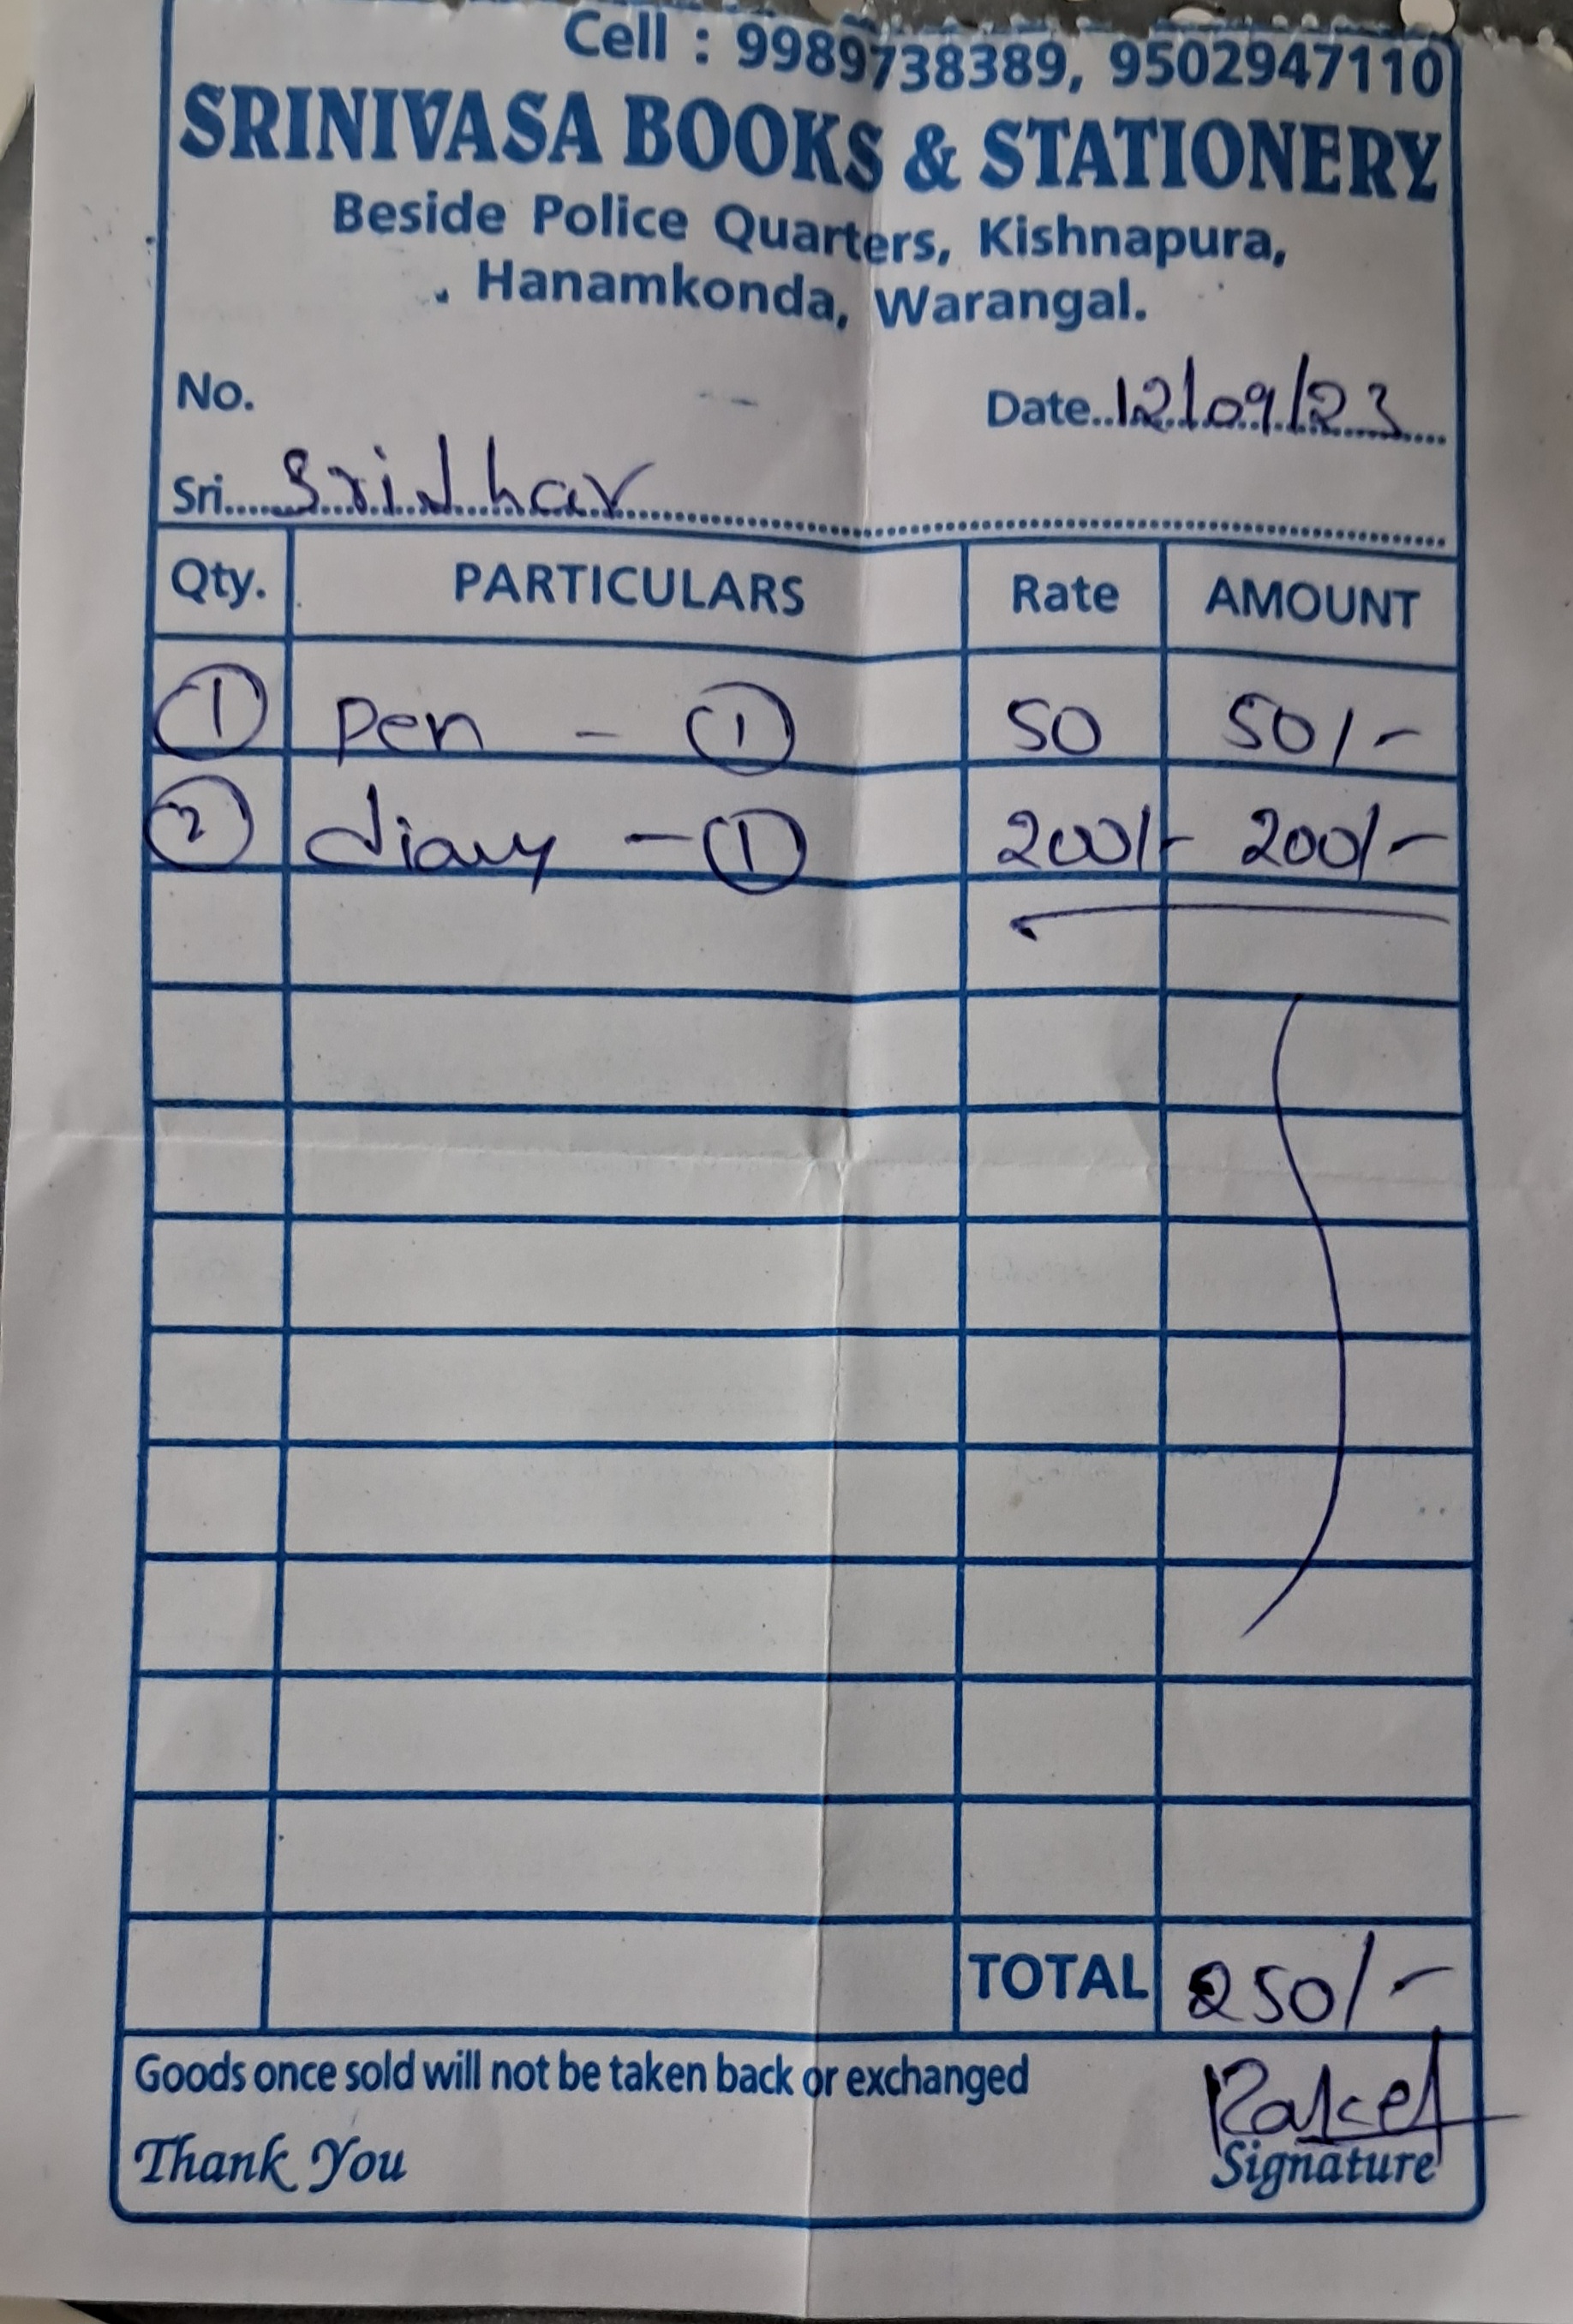 Cell : 9989738389, 9502947110
SRINIVASA BOOKS & STATIONERY
Beside Police Quarters, Kishnapura,
Hanamkonda, Warangal.
No.
Date..12/09/23
Sri.....Sridhar
Qty. PARTICULARS Rate AMOUNT
1 pen - 1 50 50/-
2 diary - 1 200/- 200/-
TOTAL 250/-
Goods once sold will not be taken back or exchanged
Thank You
Signature